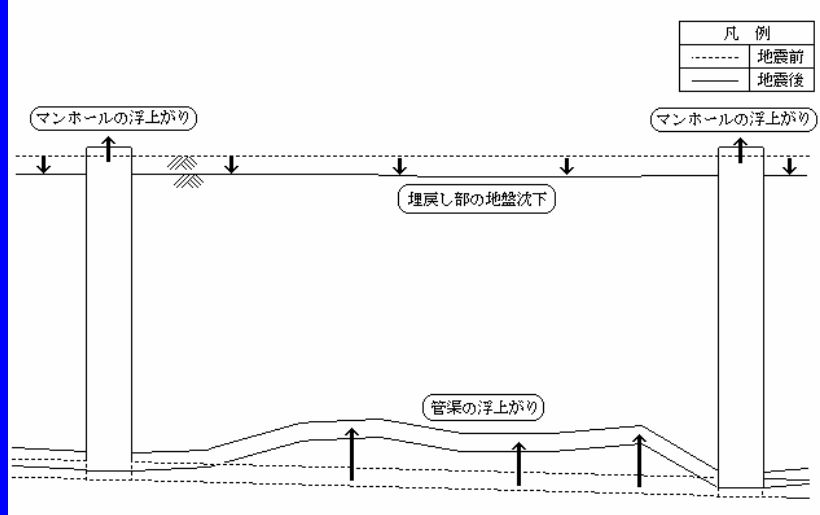 凡 例
地震前
地震後
マンホールの浮上がり
マンホールの浮上がり
埋戻し部の地盤沈下
管渠の浮上がり